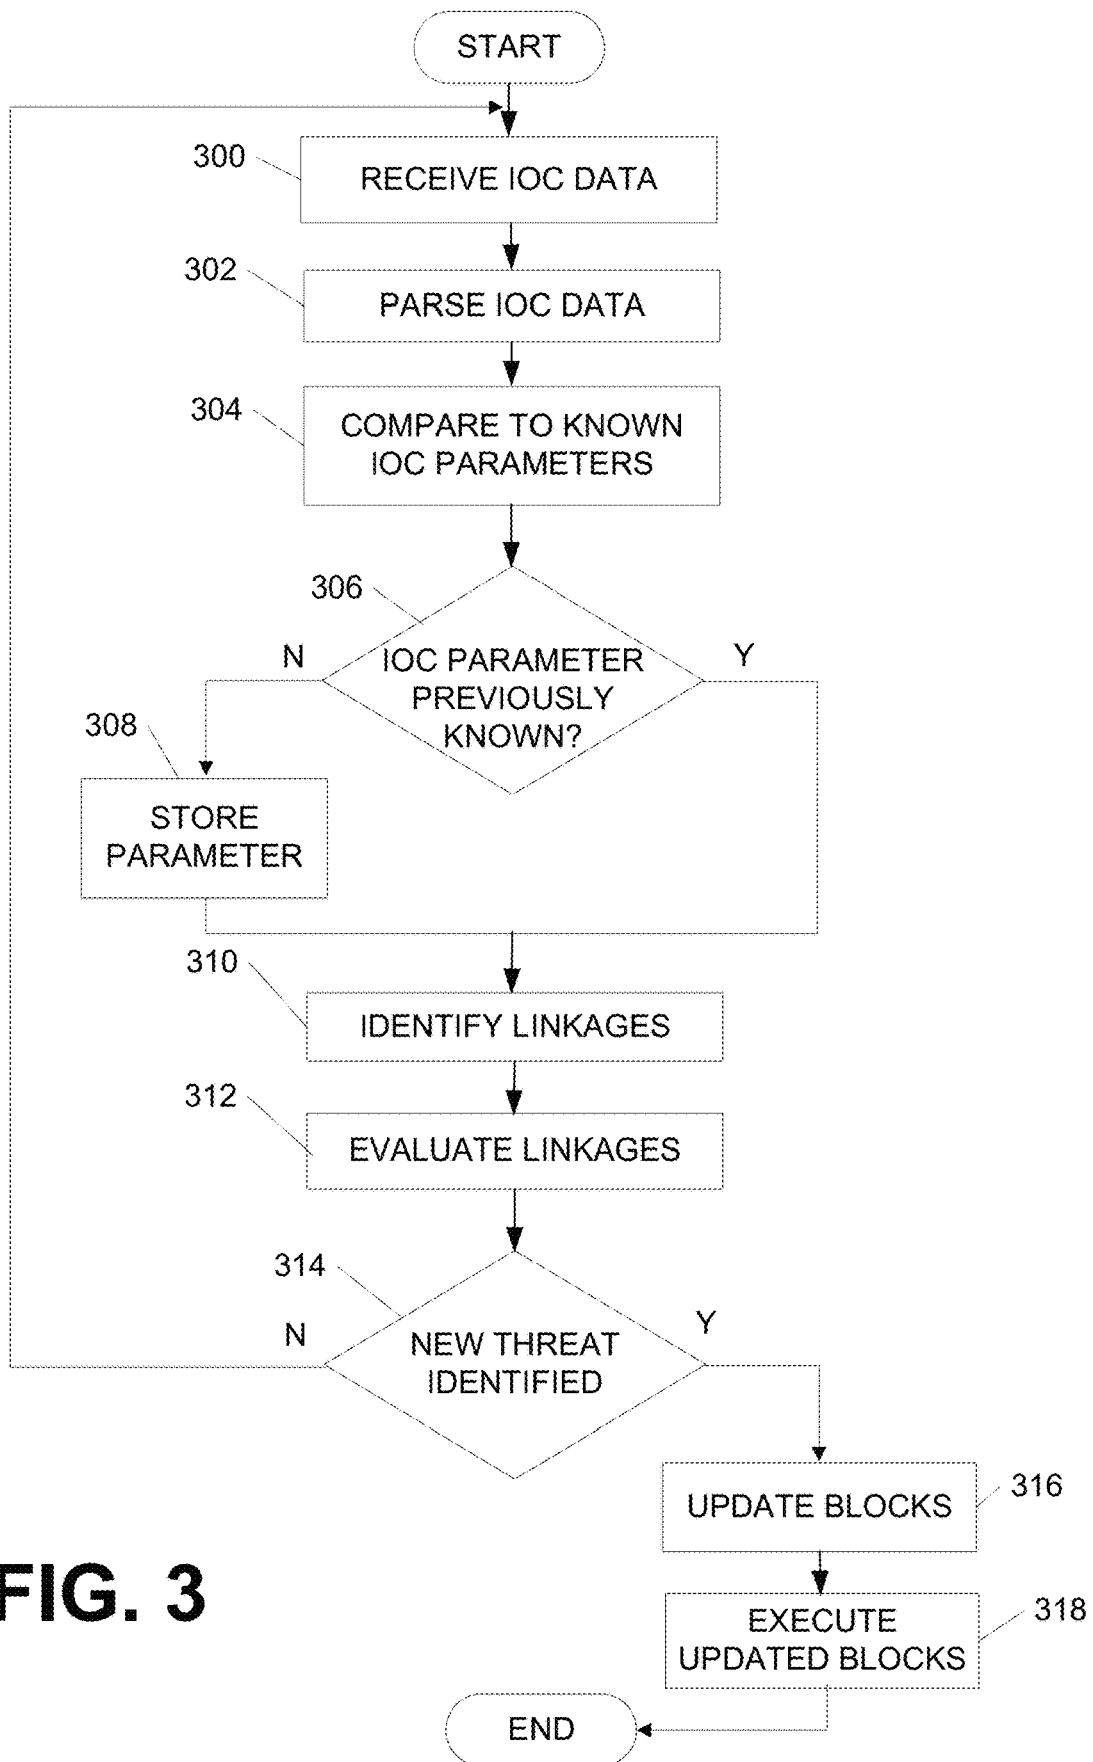 START
300
RECEIVE IOC DATA
302
PARSE IOC DATA
304
COMPARE TO KNOWN
IOC PARAMETERS
306
N
IOC PARAMETER
PREVIOUSLY
KNOWN?
Y
308
STORE
PARAMETER
310
IDENTIFY LINKAGES
312
EVALUATE LINKAGES
314
N
NEW THREAT
IDENTIFIED
Y
UPDATE BLOCKS
316
EXECUTE
UPDATED BLOCKS
318
FIG. 3
END